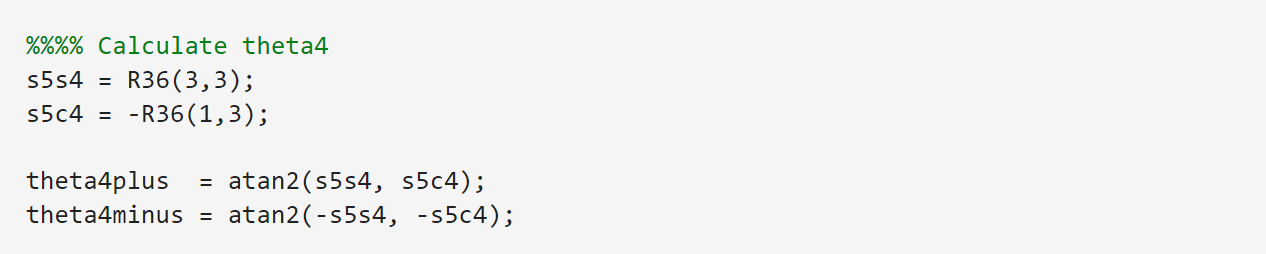 %%%% Calculate theta4
s5s4 = R36(3,3);
s5c4 = -R36(1,3);
theta4plus  = atan2(s5s4, s5c4);
theta4minus = atan2(-s5s4, -s5c4);